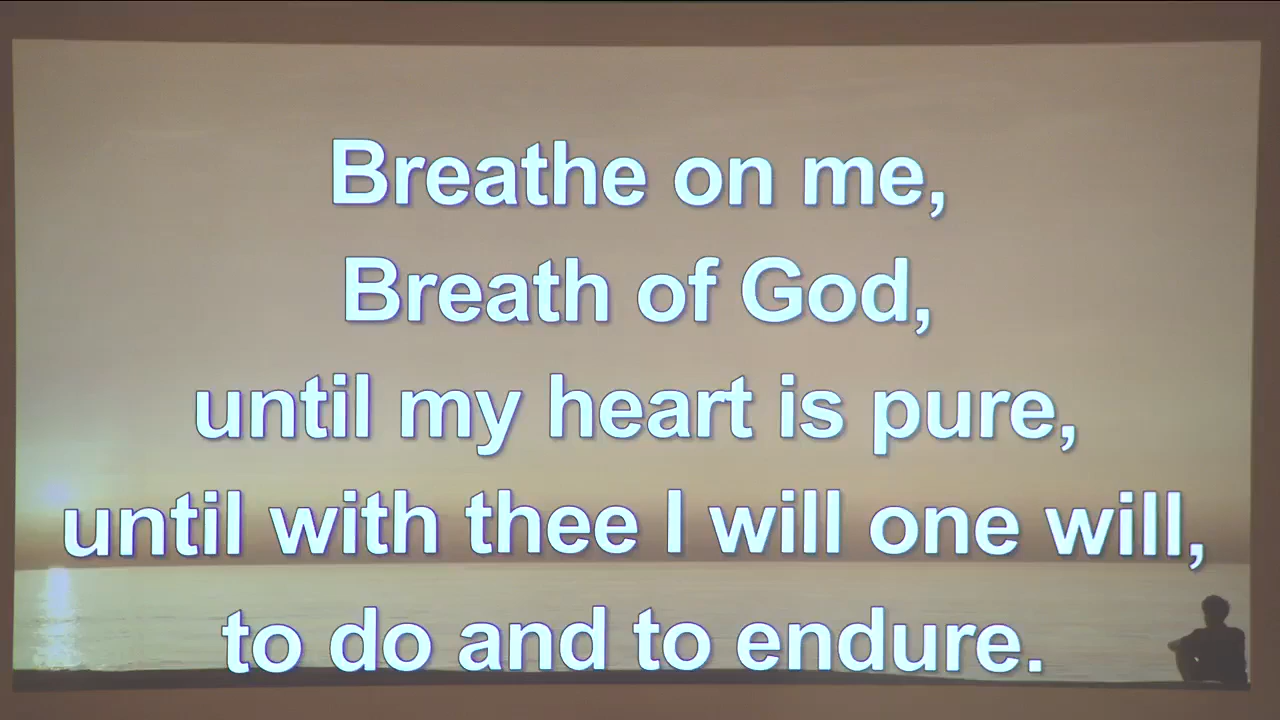 Breathe on me,
Breath of God,
until my heart is pure,
until with thee I will one will,
to do and to endure.